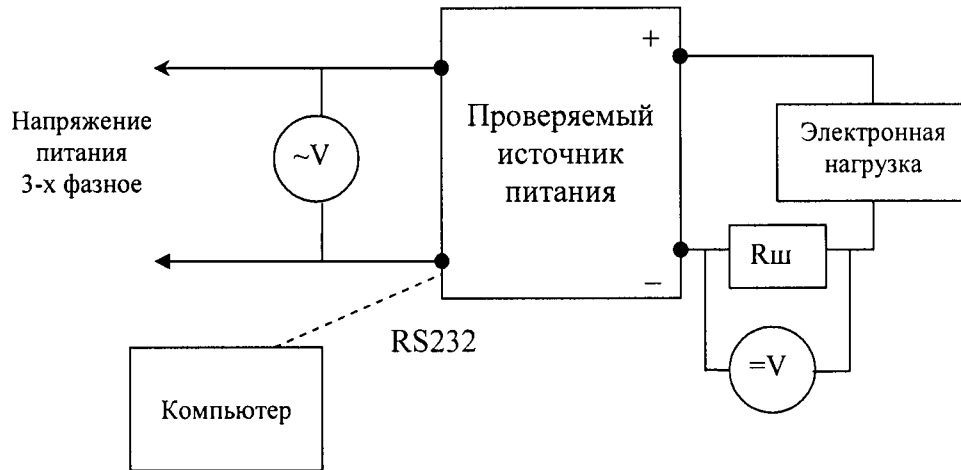 Напряжение
питания
3-х фазное
~V
Проверяемый
источник
питания
+
−
Электронная
нагрузка
Rш
=V
RS232
Компьютер